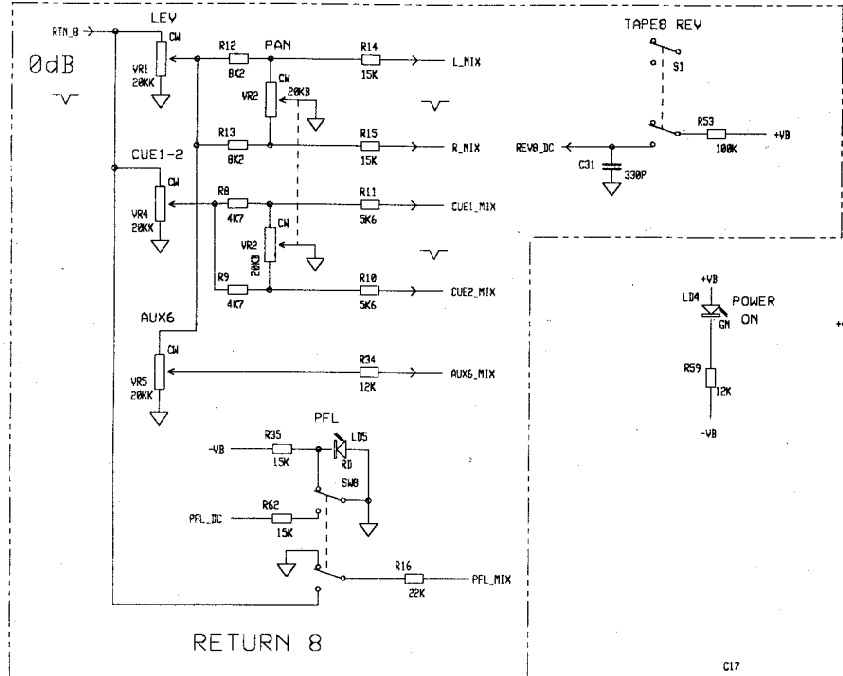 LEV
TAPE8 REV
RTN_8
CW
R12
PAN
R14
0dB
VR1
20KK
8K2
CW
20KB
VR2
15K
L_MIX
S1
R13
R15
R53
+VB
8K2
15K
R_MIX
REV8_DC
100K
CUE1-2
C31
330P
CW
R8
CW
R11
VR4
20KK
4K7
VR2
20KB
5K6
CUE1_MIX
R9
R10
+VB
4K7
5K6
CUE2_MIX
LD4
POWER
ON
GN
AUX6
CW
R34
R59
VR5
20KK
12K
AUX6_MIX
12K
PFL
-VB
R35
LD5
-VB
15K
RD
SW8
R62
PFL_DC
15K
R16
PFL_MIX
22K
RETURN 8
C17